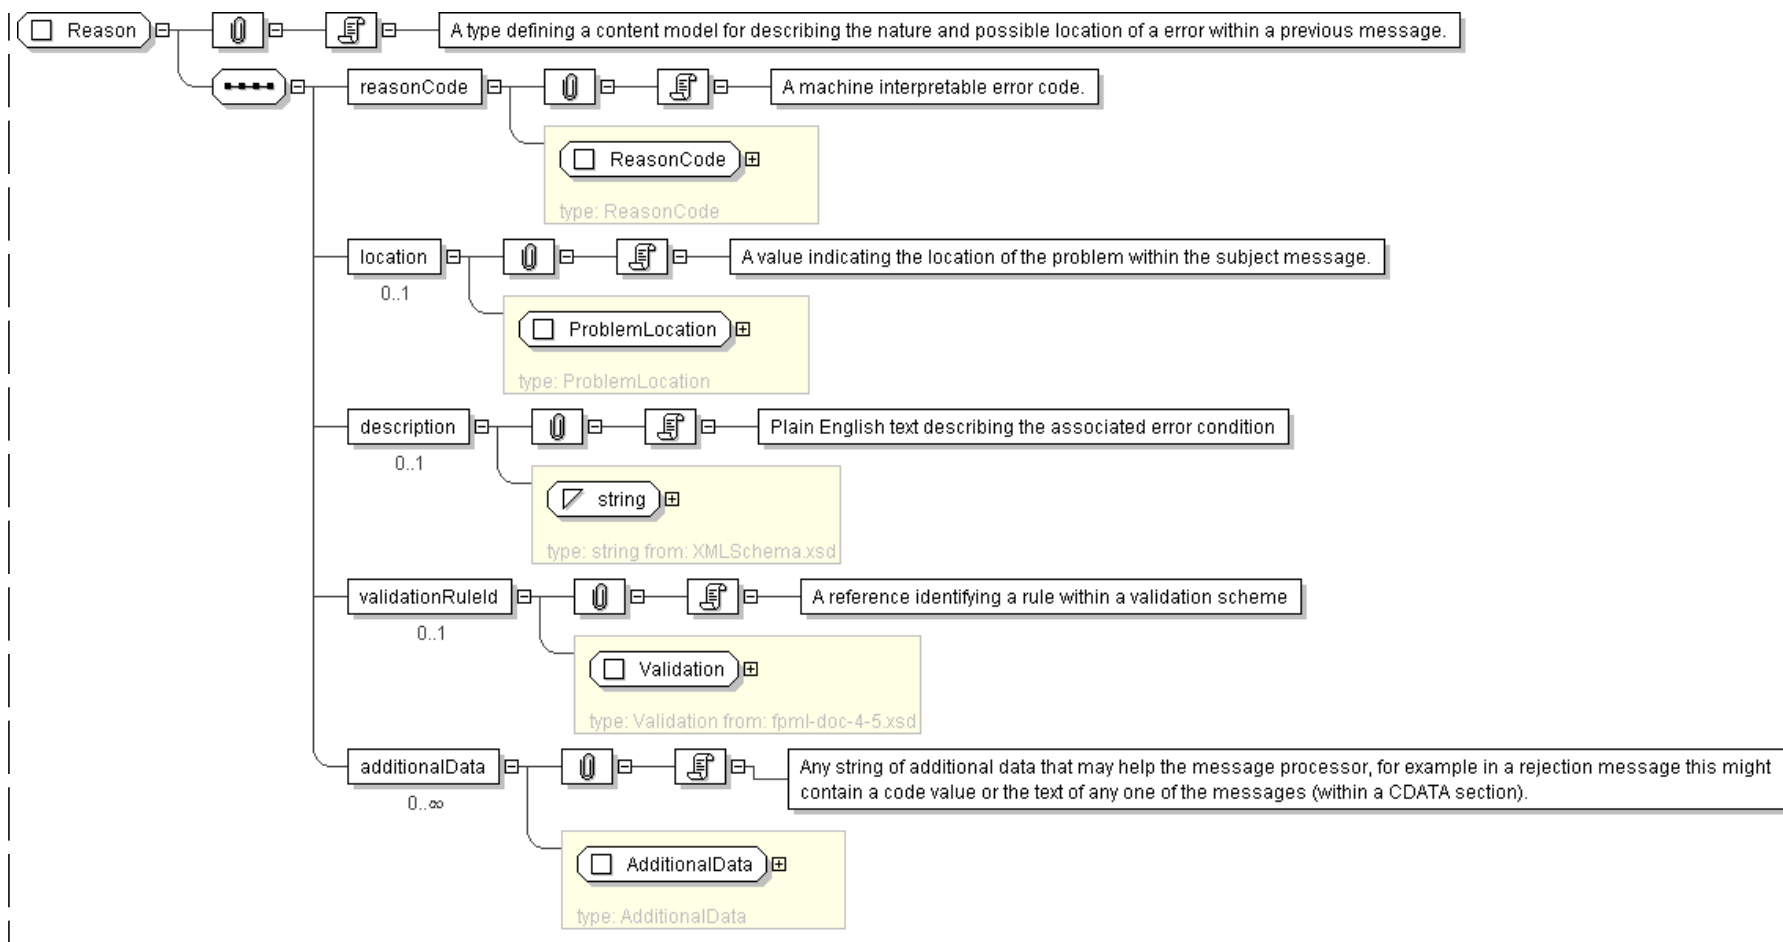 Reason
A type defining a content model for describing the nature and possible location of a error within a previous message.
reasonCode
A machine interpretable error code.
ReasonCode
type: ReasonCode
location
A value indicating the location of the problem within the subject message.
0..1
ProblemLocation
type: ProblemLocation
description
Plain English text describing the associated error condition
0..1
string
type: string from: XMLSchema.xsd
validationRuleId
A reference identifying a rule within a validation scheme
0..1
Validation
type: Validation from: fpml-doc-4-5.xsd
additionalData
Any string of additional data that may help the message processor, for example in a rejection message this might
contain a code value or the text of any one of the messages (within a CDATA section).
0..∞
AdditionalData
type: AdditionalData